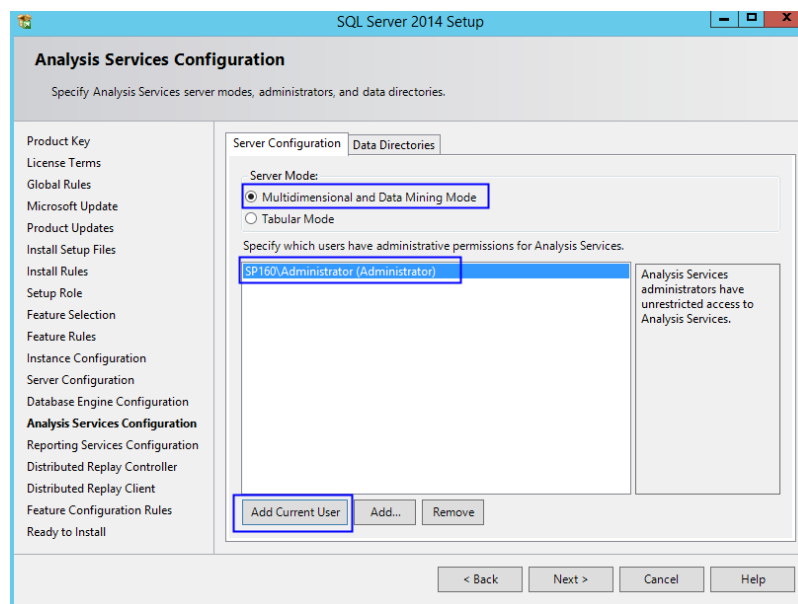 SQL Server 2014 Setup
Analysis Services Configuration
Specify Analysis Services server modes, administrators, and data directories.
Product Key
License Terms
Global Rules
Microsoft Update
Product Updates
Install Setup Files
Install Rules
Setup Role
Feature Selection
Feature Rules
Instance Configuration
Server Configuration
Database Engine Configuration
Analysis Services Configuration
Reporting Services Configuration
Distributed Replay Controller
Distributed Replay Client
Feature Configuration Rules
Ready to Install
Server Configuration
Data Directories
Server Mode:
Multidimensional and Data Mining Mode
Tabular Mode
Specify which users have administrative permissions for Analysis Services.
SP160\Administrator (Administrator)
Analysis Services
administrators have
unrestricted access to
Analysis Services.
Add Current User
Add...
Remove
< Back
Next >
Cancel
Help